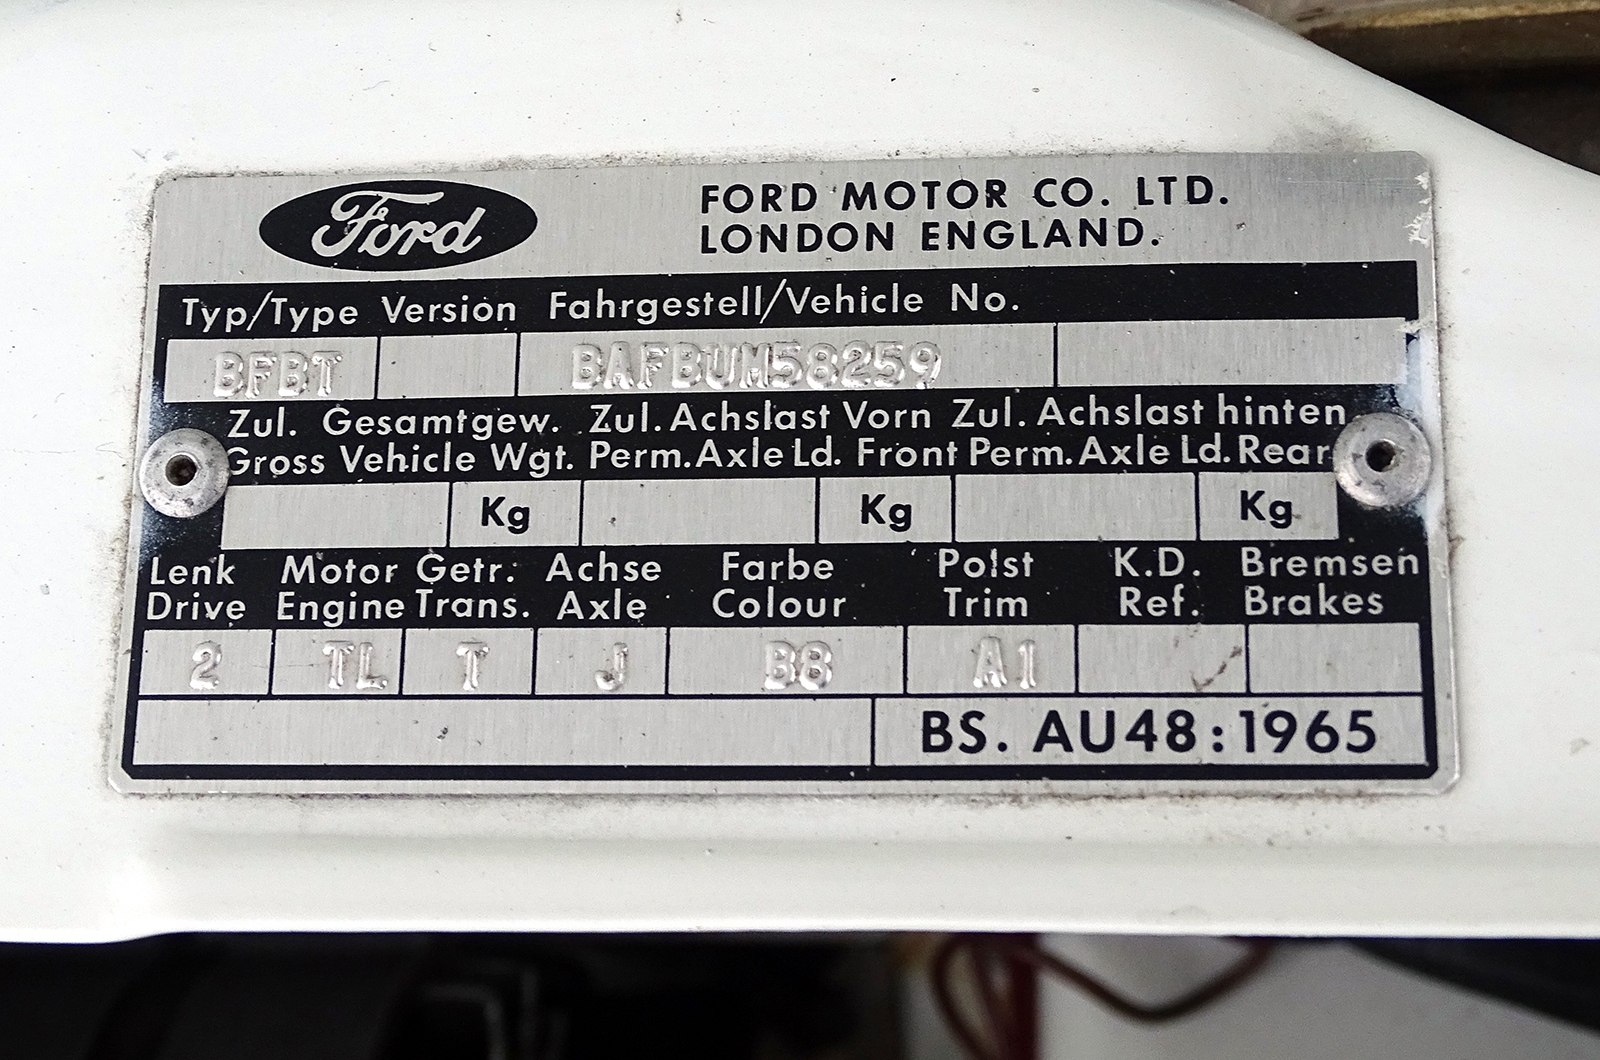 Ford
FORD MOTOR CO. LTD.
LONDON ENGLAND.
Typ/Type Version Fahrgestell/Vehicle No.
BFBT BAFBUM58259
Zul. Gesamtgew. Zul. Achslast Vorn Zul. Achslast hinten
Gross Vehicle Wgt. Perm. Axle Ld. Front Perm. Axle Ld. Rear
Kg Kg Kg
Lenk Motor Getr. Achse Farbe Polst K.D. Bremsen
Drive Engine Trans. Axle Colour Trim Ref. Brakes
2 TL T J B8 A1
BS. AU48:1965